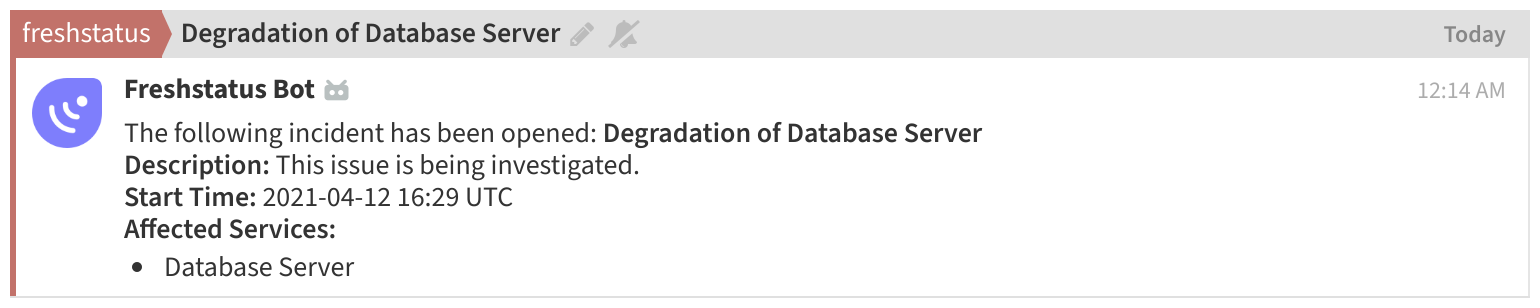 freshstatus Degradation of Database Server Today
Freshstatus Bot 12:14 AM
The following incident has been opened: Degradation of Database Server
Description: This issue is being investigated.
Start Time: 2021-04-12 16:29 UTC
Affected Services:
• Database Server